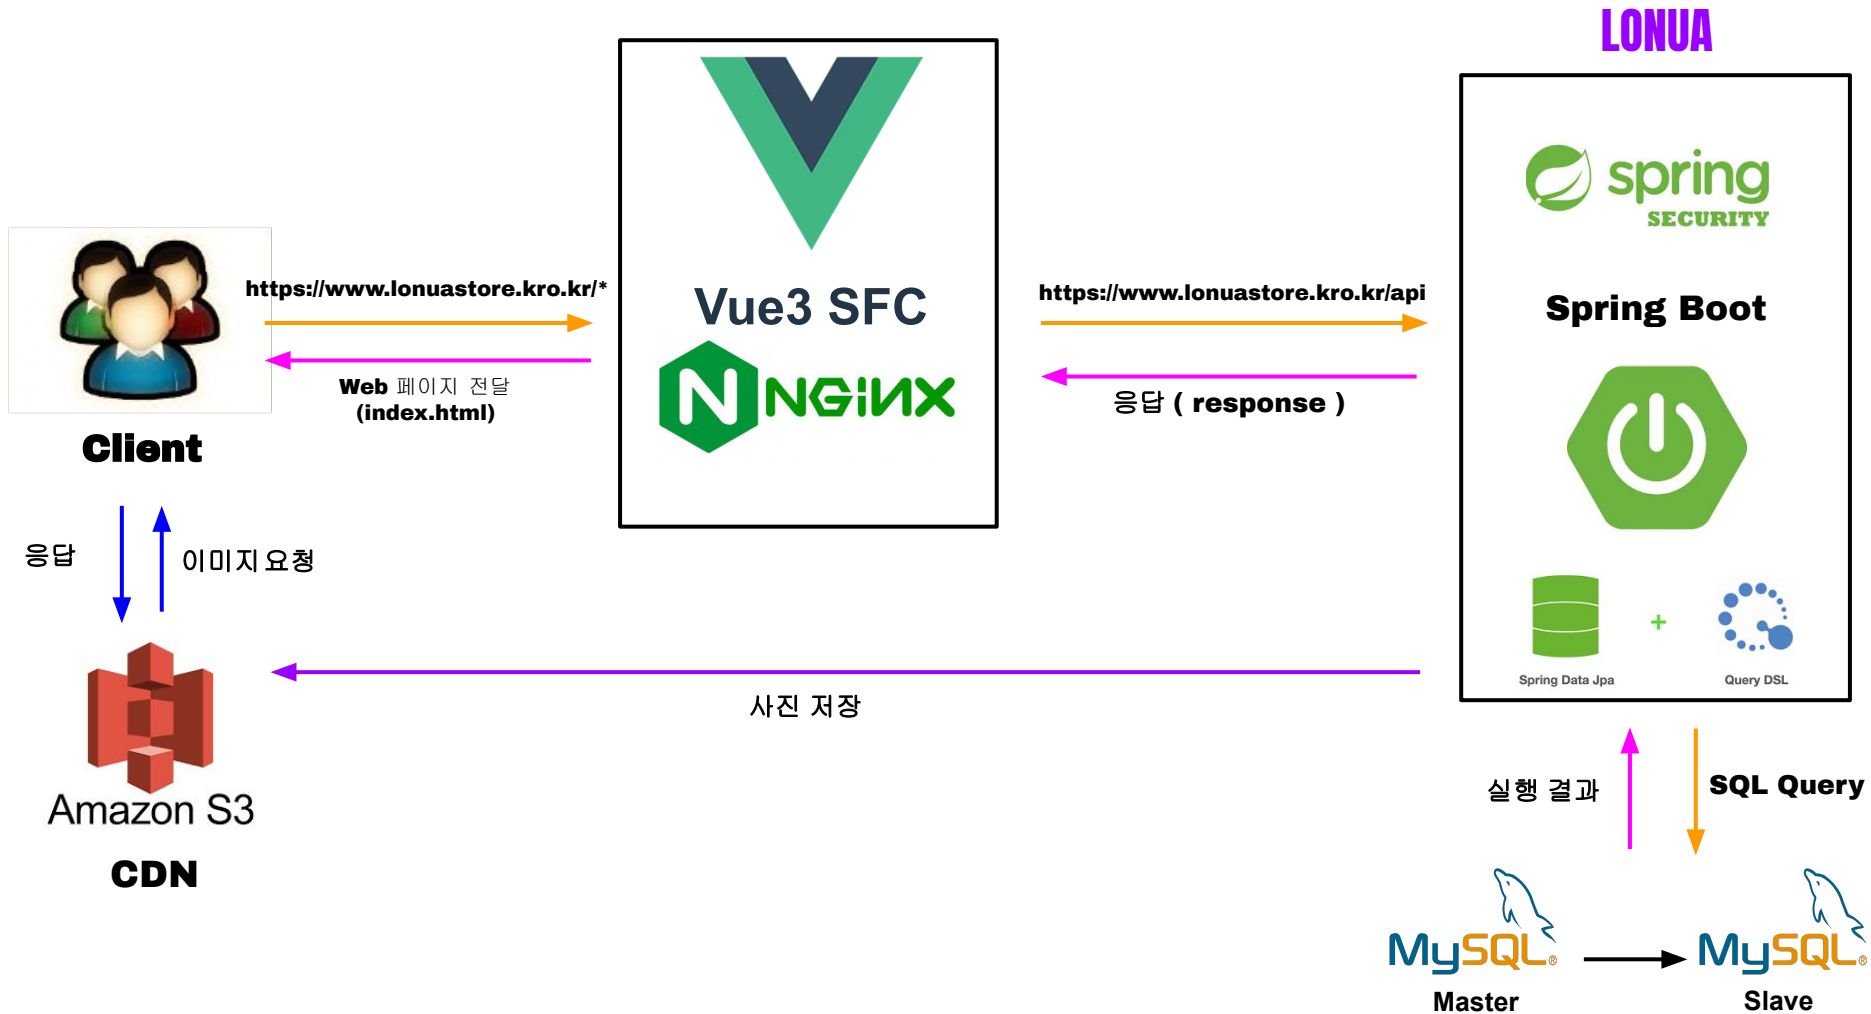 LONUA
spring
SECURITY
https://www.lonuastore.kro.kr/*
Vue3 SFC
https://www.lonuastore.kro.kr/api
Spring Boot
Web 페이지 전달
(index.html)
N NGINX
응답 ( response )
Client
응답
이미지 요청
+
Spring Data Jpa
Query DSL
사진 저장
Amazon S3
CDN
실행 결과
SQL Query
MySQL®
MySQL®
Master
Slave